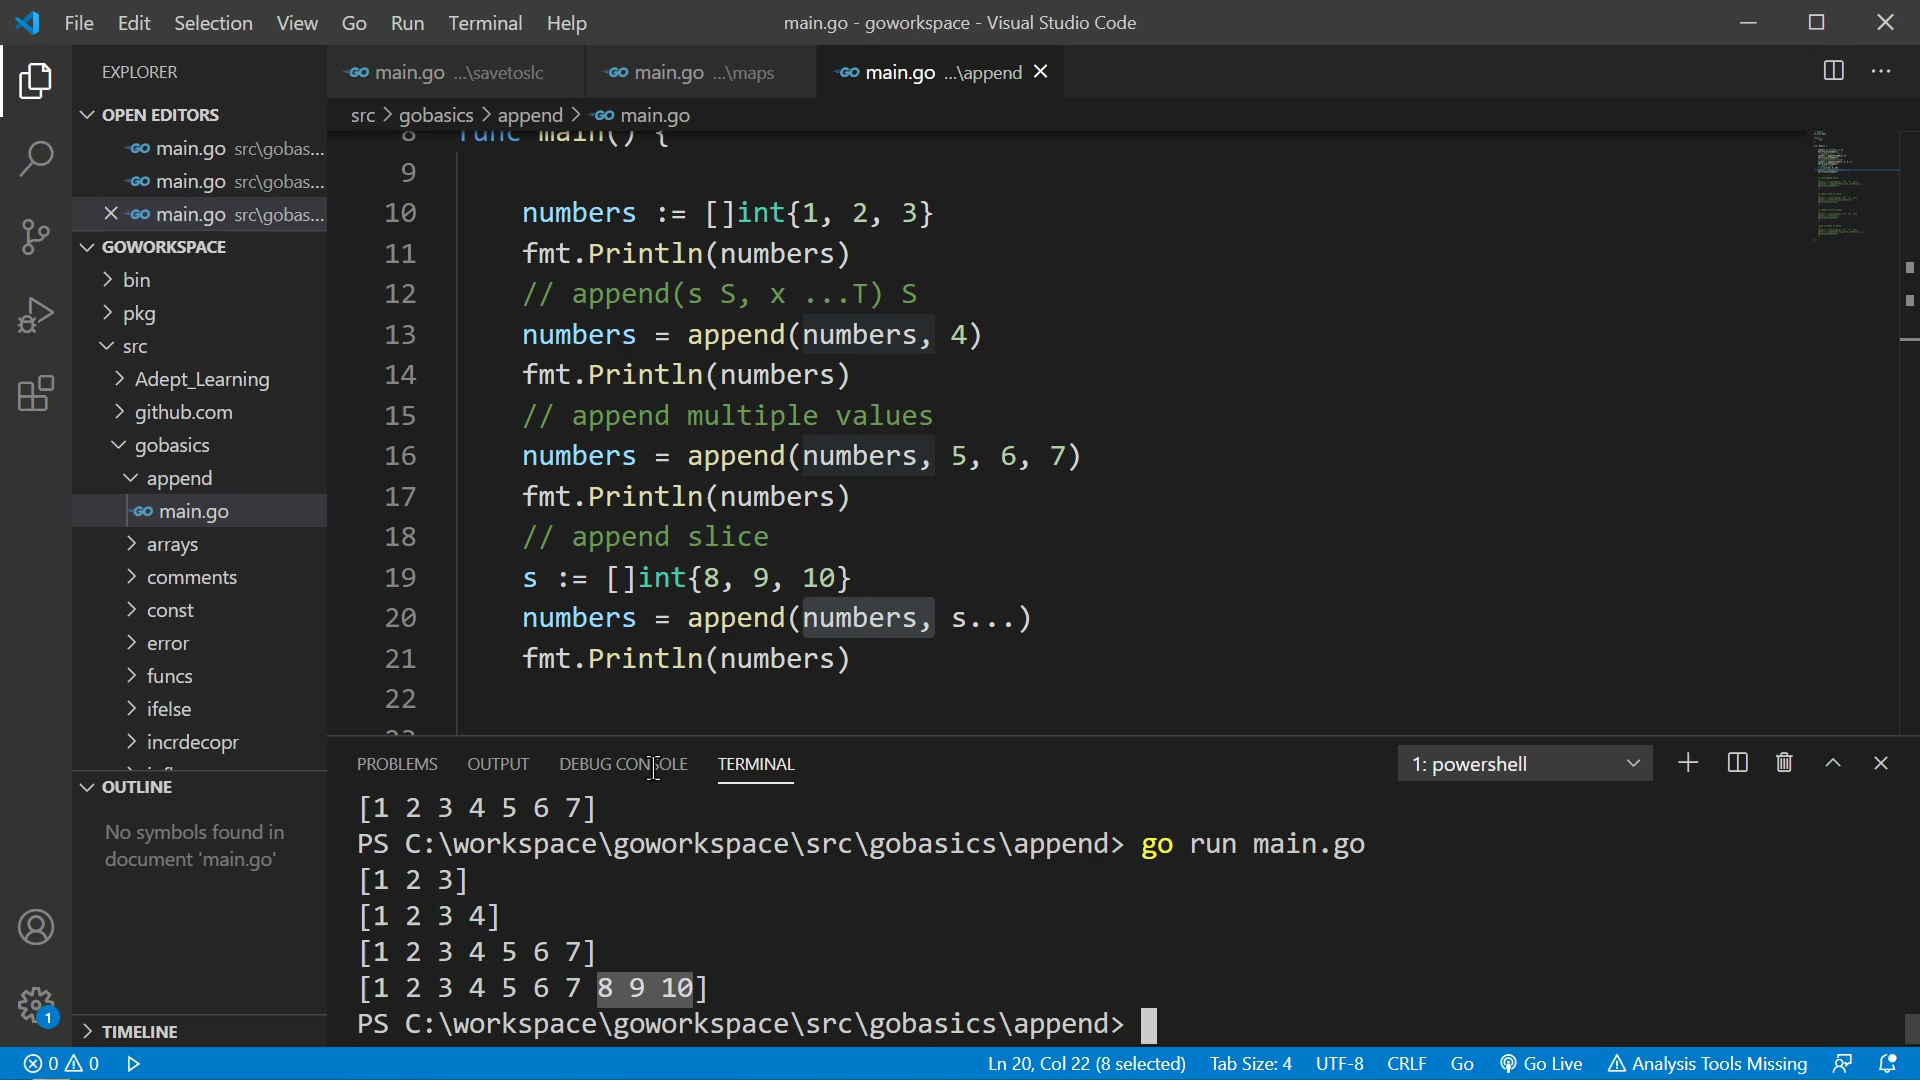 File Edit Selection View Go Run Terminal Help
main.go - goworkspace - Visual Studio Code
EXPLORER
OPEN EDITORS
main.go src\gobas...
main.go src\gobas...
main.go src\gobas...
GOWORKSPACE
bin
pkg
src
Adept_Learning
github.com
gobasics
append
main.go
arrays
comments
const
error
funcs
ifelse
incrdecopr
OUTLINE
No symbols found in
document 'main.go'
TIMELINE
main.go ...\savetoslc
main.go ...\maps
main.go ...\append
src > gobasics > append > main.go
8 func main() {
9
10 numbers := []int{1, 2, 3}
11 fmt.Println(numbers)
12 // append(s S, x ...T) S
13 numbers = append(numbers, 4)
14 fmt.Println(numbers)
15 // append multiple values
16 numbers = append(numbers, 5, 6, 7)
17 fmt.Println(numbers)
18 // append slice
19 s := []int{8, 9, 10}
20 numbers = append(numbers, s...)
21 fmt.Println(numbers)
22
PROBLEMS OUTPUT DEBUG CONSOLE TERMINAL
1: powershell
[1 2 3 4 5 6 7]
PS C:\workspace\goworkspace\src\gobasics\append> go run main.go
[1 2 3]
[1 2 3 4]
[1 2 3 4 5 6 7]
[1 2 3 4 5 6 7 8 9 10]
PS C:\workspace\goworkspace\src\gobasics\append>
1
0 0
Ln 20, Col 22 (8 selected) Tab Size: 4 UTF-8 CRLF Go Go Live Analysis Tools Missing